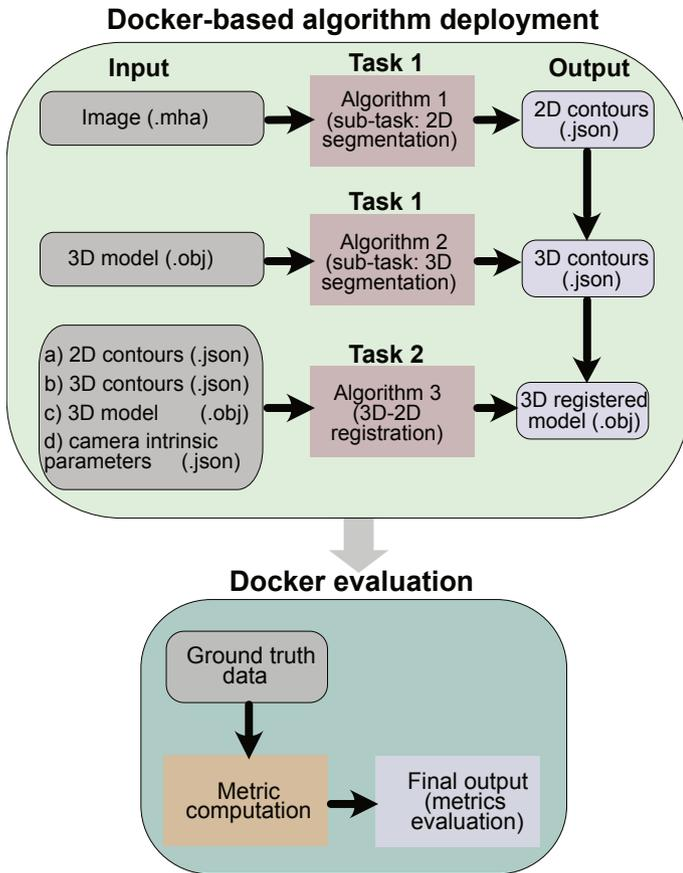 Docker-based algorithm deployment
Input
Task 1
Output
Image (.mha)
Algorithm 1
(sub-task: 2D
segmentation)
2D contours
(.json)
Task 1
3D model (.obj)
Algorithm 2
(sub-task: 3D
segmentation)
3D contours
(.json)
Task 2
a) 2D contours (.json)
b) 3D contours (.json)
c) 3D model (.obj)
d) camera intrinsic
parameters (.json)
Algorithm 3
(3D-2D
registration)
3D registered
model (.obj)
Docker evaluation
Ground truth
data
Metric
computation
Final output
(metrics
evaluation)